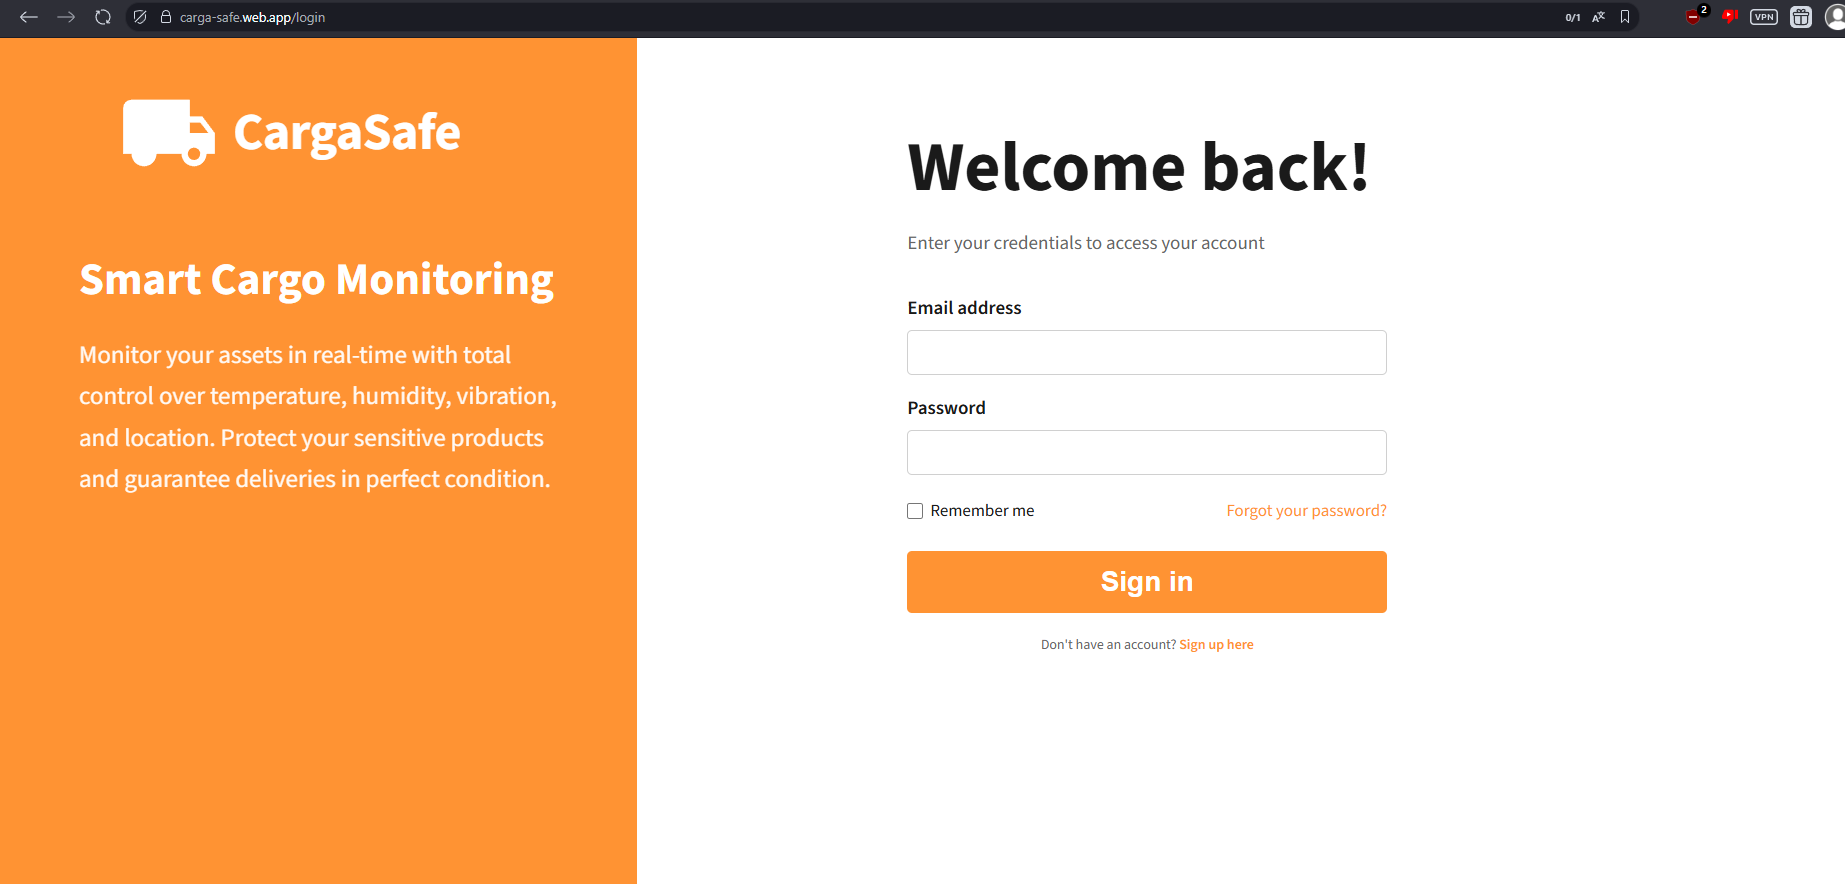 carga-safe.web.app/login
0/1
2
VPN
CargaSafe
Smart Cargo Monitoring
Monitor your assets in real-time with total
control over temperature, humidity, vibration,
and location. Protect your sensitive products
and guarantee deliveries in perfect condition.
Welcome back!
Enter your credentials to access your account
Email address
Password
Remember me
Forgot your password?
Sign in
Don't have an account? Sign up here